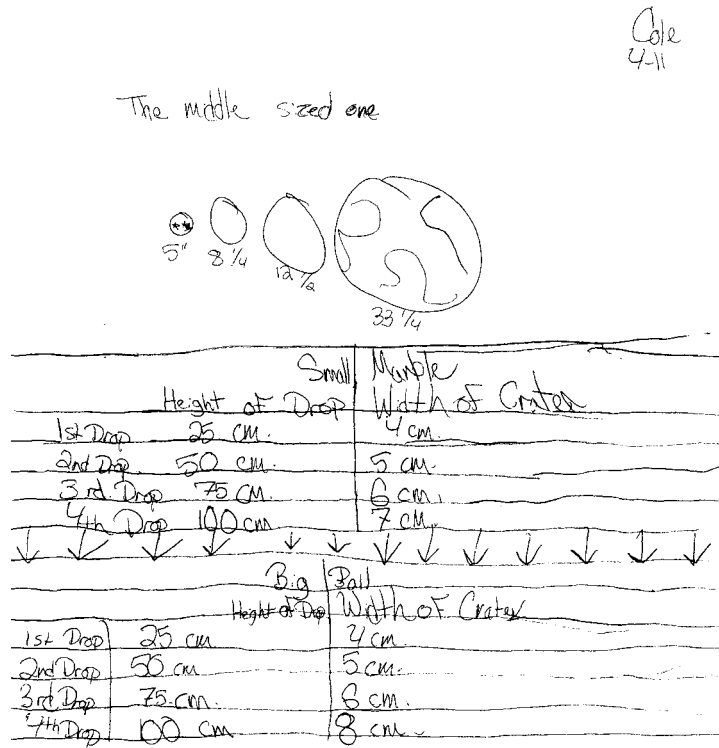 Cole
4-11
The middle sized one
5"
8 1/4
12 1/2
33 1/4
Small Marble
Height of Drop Width of Crater
1st Drop 25 cm. 4 cm.
2nd Drop 50 cm. 5 cm.
3rd Drop 75 cm. 6 cm.
4th Drop 100 cm 7 cm.
Big Ball
Height of Drop Width of Crater
1st Drop 25 cm. 4 cm.
2nd Drop 50 cm. 5 cm.
3rd Drop 75 cm. 6 cm.
4th Drop 100 cm 8 cm.